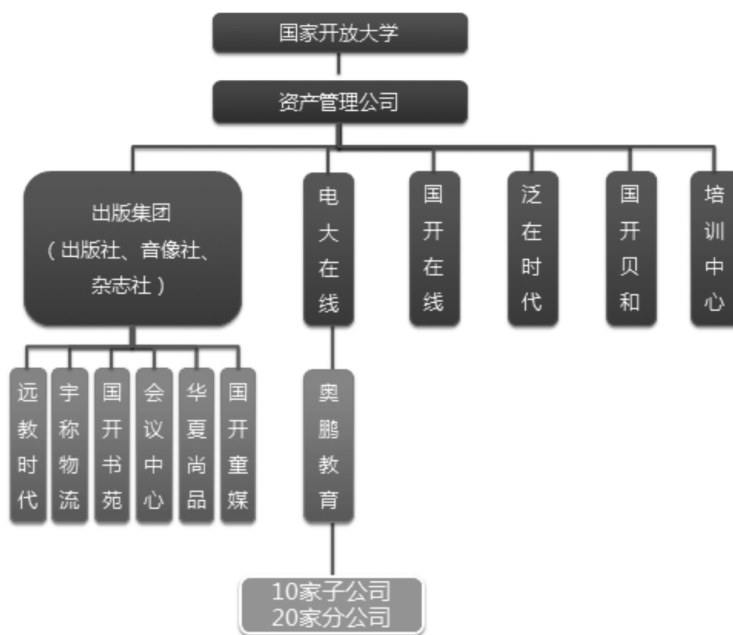 国家开放大学
资产管理公司
出版集团
（出版社、音像社、
杂志社）
电大在线
国开在线
泛在时代
国开贝和
培训中心
远教时代
宇称物流
国开书苑
会议中心
华夏尚品
国开童媒
奥鹏教育
10家子公司
20家分公司